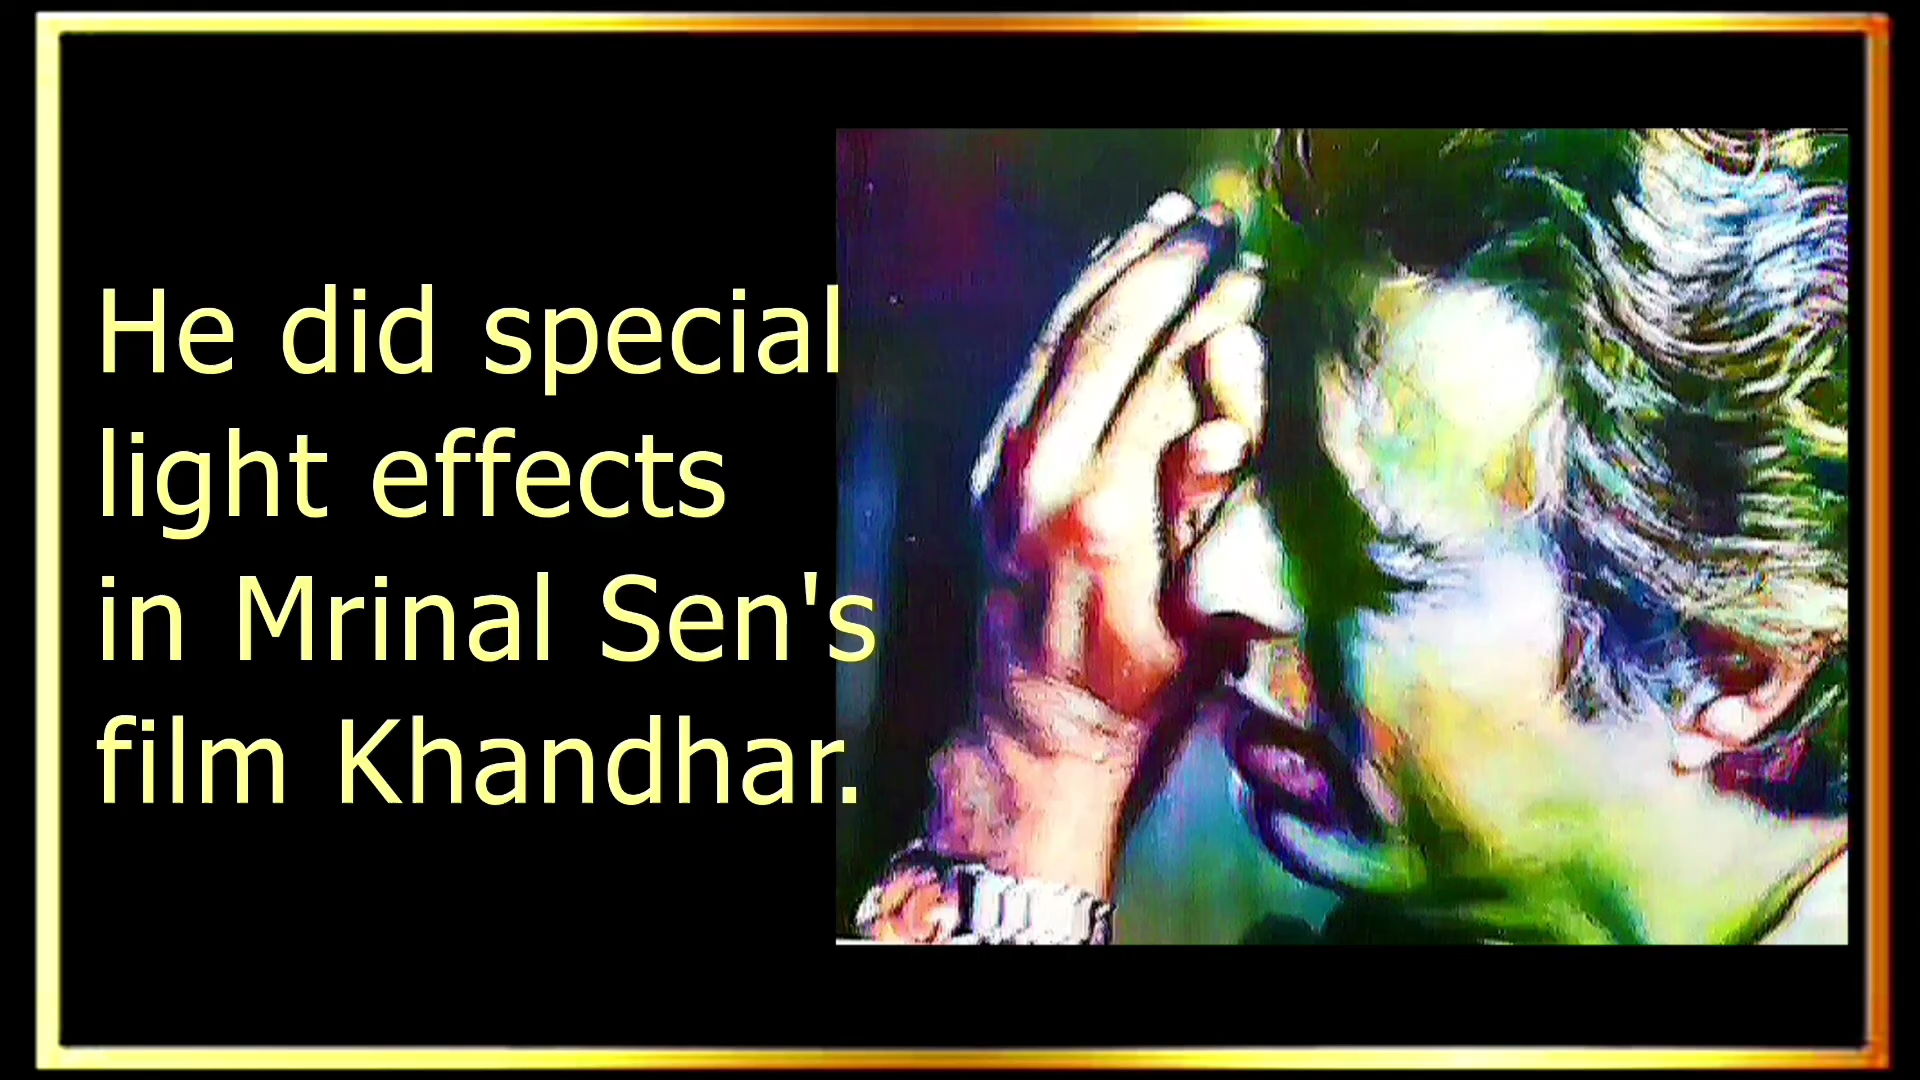 He did special
light effects
in Mrinal Sen's
film Khandhar.